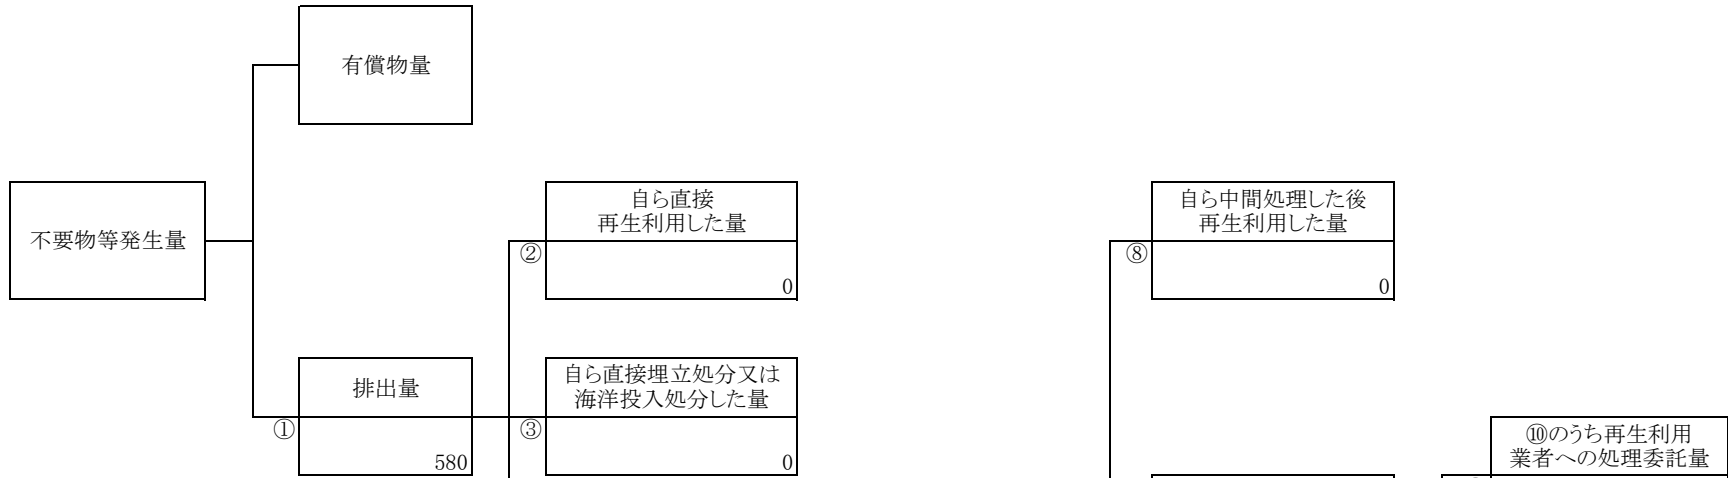 有償物量
不要物等発生量
自ら直接
再生利用した量
②
0
自ら中間処理した後
再生利用した量
⑧
0
排出量
①
580
自ら直接埋立処分又は
海洋投入処分した量
③
0
⑩のうち再生利用
業者への処理委託量